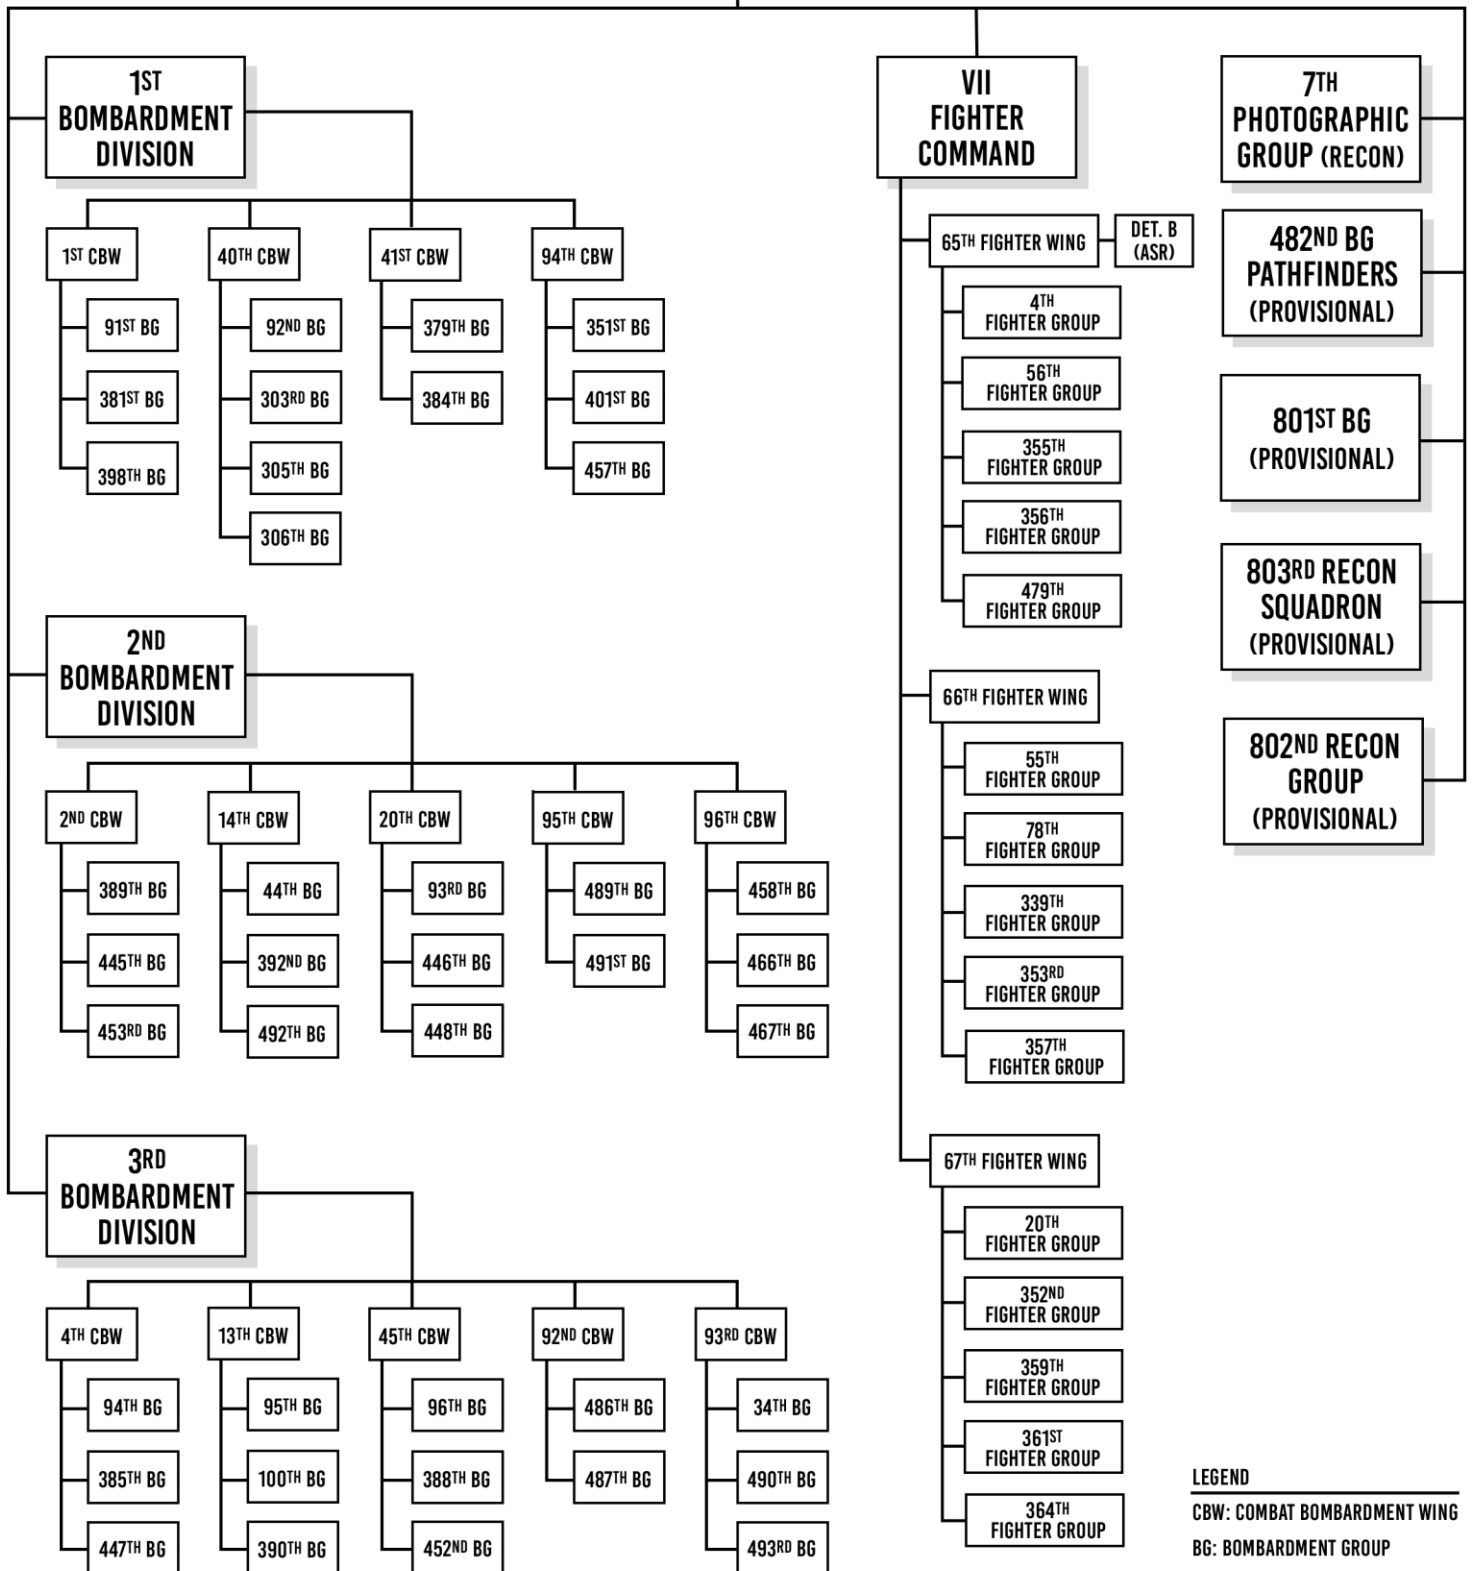 1ST
BOMBARDMENT
DIVISION
1ST CBW
91ST BG
381ST BG
398TH BG
40TH CBW
92ND BG
303RD BG
305TH BG
306TH BG
41ST CBW
379TH BG
384TH BG
94TH CBW
351ST BG
401ST BG
457TH BG
2ND
BOMBARDMENT
DIVISION
2ND CBW
389TH BG
445TH BG
453RD BG
14TH CBW
44TH BG
392ND BG
492TH BG
20TH CBW
93RD BG
446TH BG
448TH BG
95TH CBW
489TH BG
491ST BG
96TH CBW
458TH BG
466TH BG
467TH BG
3RD
BOMBARDMENT
DIVISION
4TH CBW
94TH BG
385TH BG
447TH BG
13TH CBW
95TH BG
100TH BG
390TH BG
45TH CBW
96TH BG
388TH BG
452ND BG
92ND CBW
486TH BG
487TH BG
93RD CBW
34TH BG
490TH BG
493RD BG
VII
FIGHTER
COMMAND
65TH FIGHTER WING
DET. B
(ASR)
4TH
FIGHTER GROUP
56TH
FIGHTER GROUP
355TH
FIGHTER GROUP
356TH
FIGHTER GROUP
479TH
FIGHTER GROUP
66TH FIGHTER WING
55TH
FIGHTER GROUP
78TH
FIGHTER GROUP
339TH
FIGHTER GROUP
353RD
FIGHTER GROUP
357TH
FIGHTER GROUP
67TH FIGHTER WING
20TH
FIGHTER GROUP
352ND
FIGHTER GROUP
359TH
FIGHTER GROUP
361ST
FIGHTER GROUP
364TH
FIGHTER GROUP
7TH
PHOTOGRAPHIC
GROUP (RECON)
482ND BG
PATHFINDERS
(PROVISIONAL)
801ST BG
(PROVISIONAL)
803RD RECON
SQUADRON
(PROVISIONAL)
802ND RECON
GROUP
(PROVISIONAL)
LEGEND
CBW: COMBAT BOMBARDMENT WING
BG: BOMBARDMENT GROUP